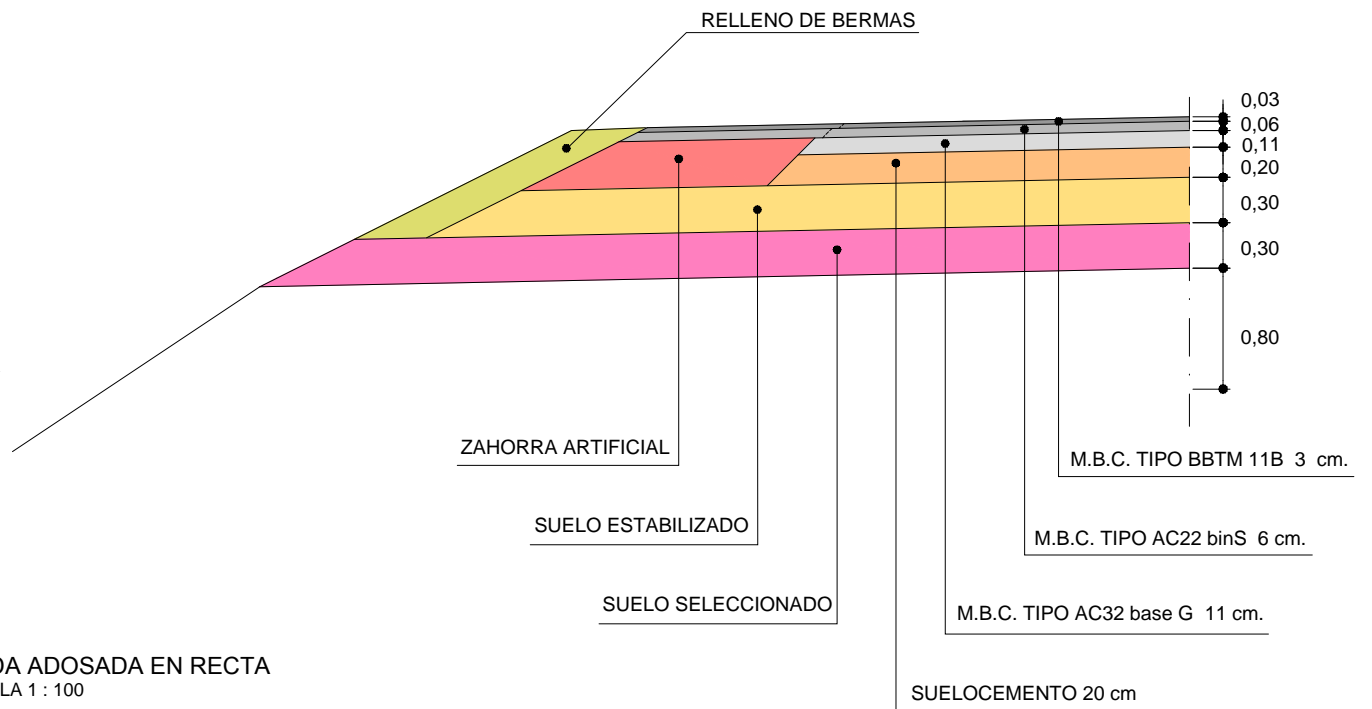 RELLENO DE BERMAS
0,03
0,06
0,11
0,20
0,30
0,30
0,80
ZAHORRA ARTIFICIAL
M.B.C. TIPO BBTM 11B 3 cm.
SUELO ESTABILIZADO
M.B.C. TIPO AC22 binS 6 cm.
SUELO SELECCIONADO
M.B.C. TIPO AC32 base G 11 cm.
ADOSADA EN RECTA
1 : 100
SUELOCEMENTO 20 cm